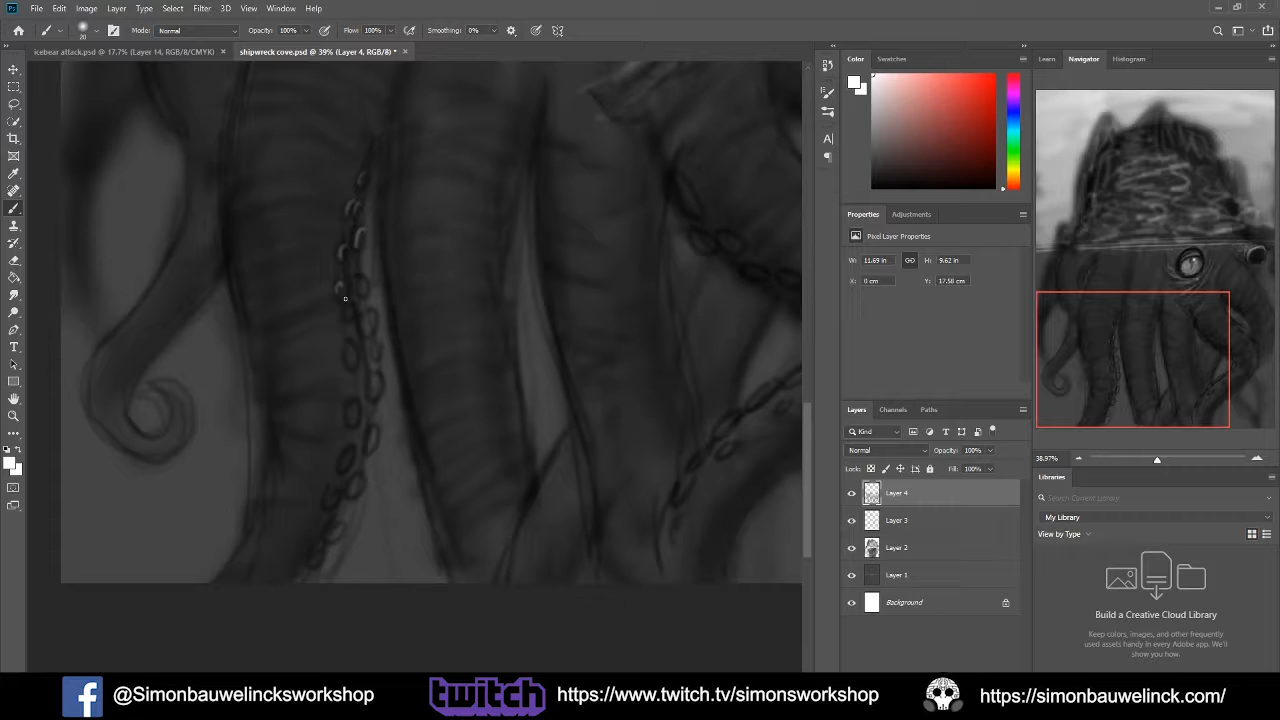 Ps File Edit Image Layer Type Select Filter 3D View Window Help
20 Mode: Normal Opacity: 100% Flow: 100% Smoothing: 0%
icebear attack.psd @ 17.7% (Layer 14, RGB/8/CMYK) × shipwreck cove.psd @ 39% (Layer 4, RGB/8) * ×
Color Swatches
Learn Navigator Histogram
Properties Adjustments
Pixel Layer Properties
W: 11.69 in H: 9.62 in
X: 0 cm Y: 17.58 cm
Layers Channels Paths
Kind
Normal Opacity: 100%
Lock: Fill: 100%
Layer 4
Layer 3
Layer 2
Layer 1
Background
38.97%
Libraries
Search Current Library
My Library
View by Type
Build a Creative Cloud Library
Keep colors, images, and other frequently
used assets handy in every Adobe app. We'll
show you how.
@Simonbauwelincksworkshop
twitch https://www.twitch.tv/simonsworkshop
https://simonbauwelinck.com/